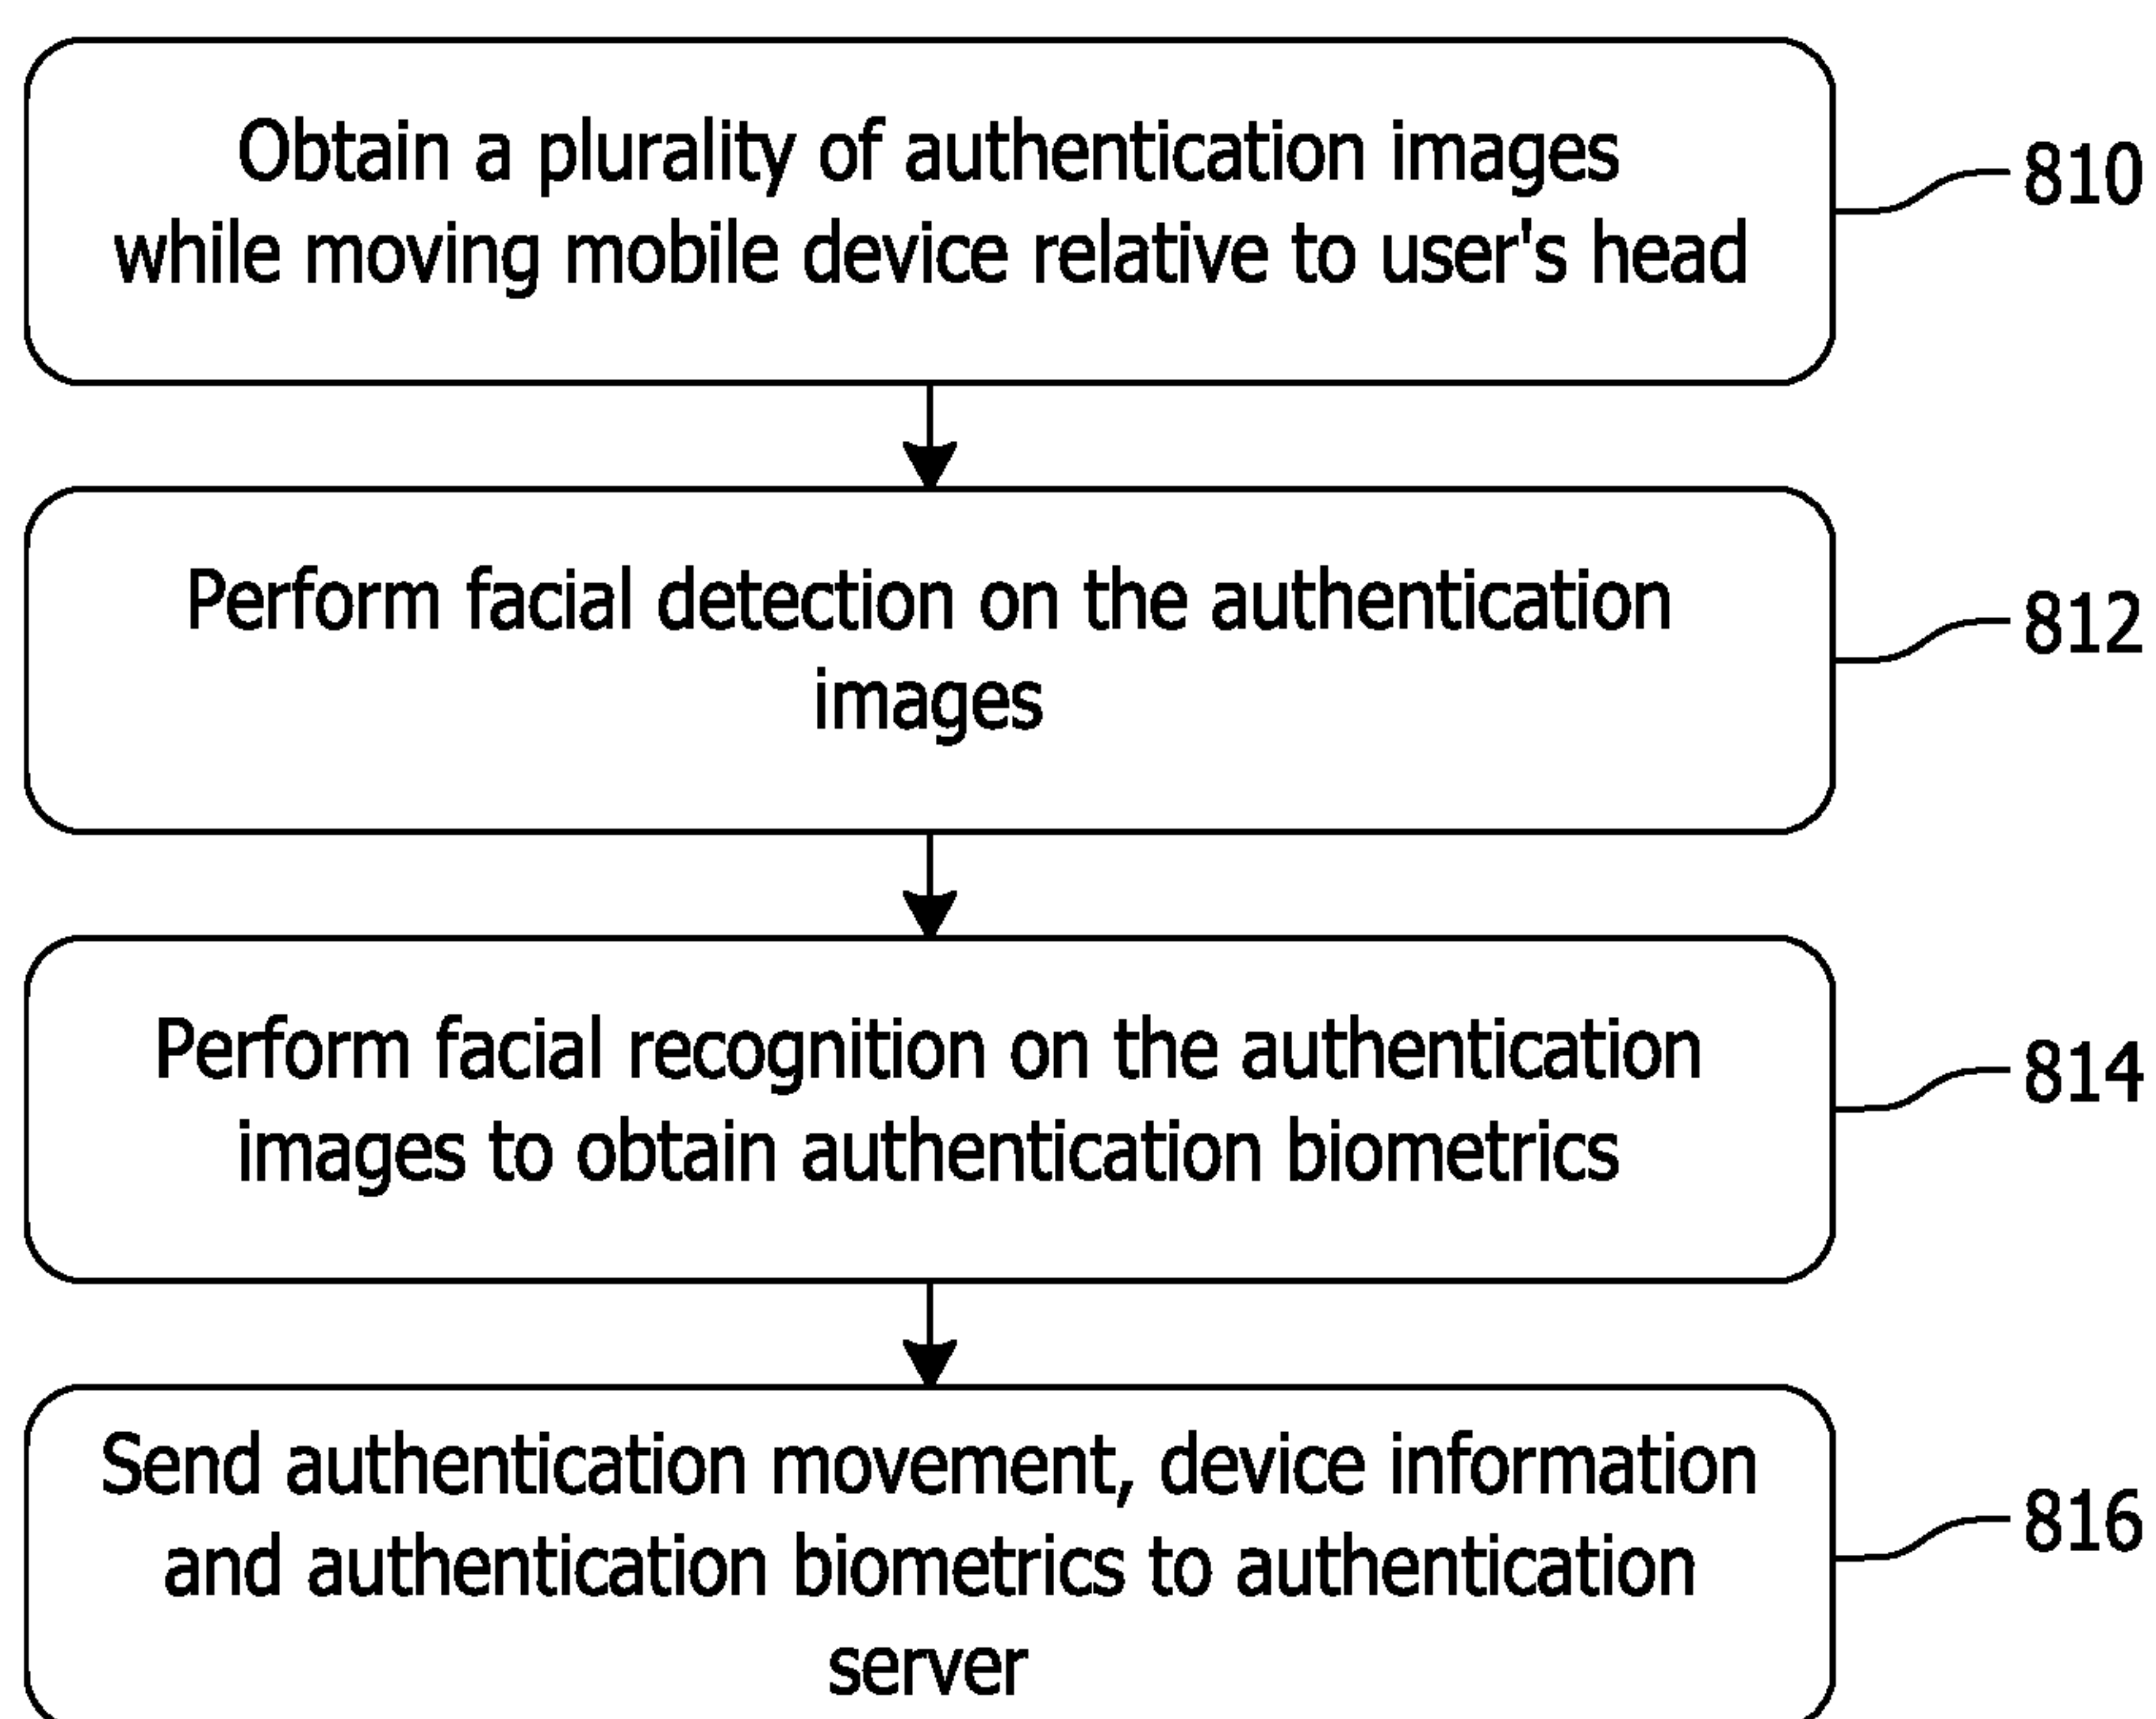 Obtain a plurality of authentication images
while moving mobile device relative to user's head
810
Perform facial detection on the authentication
images
812
Perform facial recognition on the authentication
images to obtain authentication biometrics
814
Send authentication movement, device information
and authentication biometrics to authentication
server
816